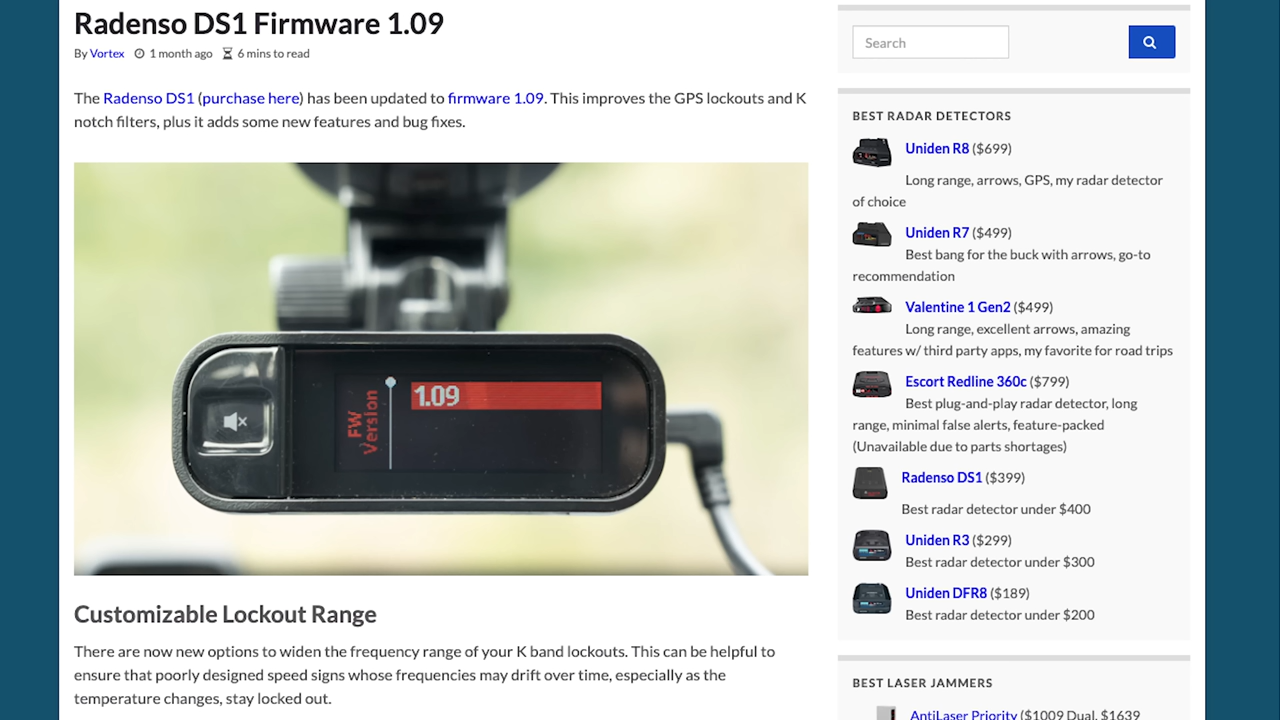 Radenso DS1 Firmware 1.09
By Vortex 1 month ago 6 mins to read
The Radenso DS1 (purchase here) has been updated to firmware 1.09. This improves the GPS lockouts and K
notch filters, plus it adds some new features and bug fixes.
FW
Version
1.09
Customizable Lockout Range
There are now new options to widen the frequency range of your K band lockouts. This can be helpful to
ensure that poorly designed speed signs whose frequencies may drift over time, especially as the
temperature changes, stay locked out.
Search
BEST RADAR DETECTORS
Uniden R8 ($699)
Long range, arrows, GPS, my radar detector
of choice
Uniden R7 ($499)
Best bang for the buck with arrows, go-to
recommendation
Valentine 1 Gen2 ($499)
Long range, excellent arrows, amazing
features w/ third party apps, my favorite for road trips
Escort Redline 360c ($799)
Best plug-and-play radar detector, long
range, minimal false alerts, feature-packed
(Unavailable due to parts shortages)
Radenso DS1 ($399)
Best radar detector under $400
Uniden R3 ($299)
Best radar detector under $300
Uniden DFR8 ($189)
Best radar detector under $200
BEST LASER JAMMERS
AntiLaser Priority ($1009 Dual, $1639